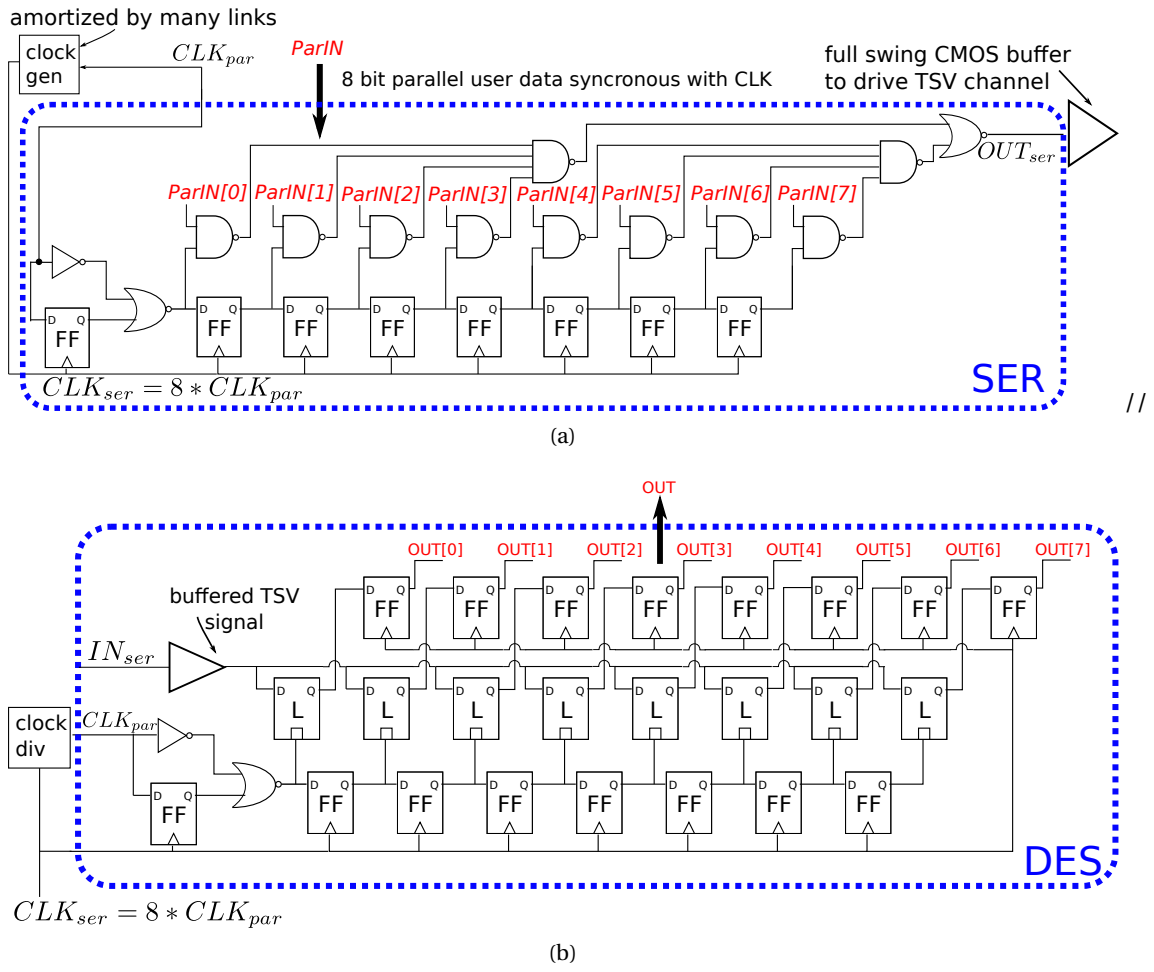 amortized by many links
clock
gen
CLK_par
ParIN
8 bit parallel user data syncronous with CLK
full swing CMOS buffer
to drive TSV channel
OUT_ser
ParIN[0] ParIN[1] ParIN[2] ParIN[3] ParIN[4] ParIN[5] ParIN[6] ParIN[7]
D Q D Q D Q D Q D Q D Q D Q D Q
FF FF FF FF FF FF FF FF
CLK_ser = 8 * CLK_par
SER
//
(a)
OUT
OUT[0] OUT[1] OUT[2] OUT[3] OUT[4] OUT[5] OUT[6] OUT[7]
D Q D Q D Q D Q D Q D Q D Q D Q
FF FF FF FF FF FF FF FF
buffered TSV
signal
IN_ser
D Q D Q D Q D Q D Q D Q D Q D Q
L L L L L L L L
clock
div
CLK_par
D Q D Q D Q D Q D Q D Q D Q D Q
FF FF FF FF FF FF FF FF
DES
CLK_ser = 8 * CLK_par
(b)